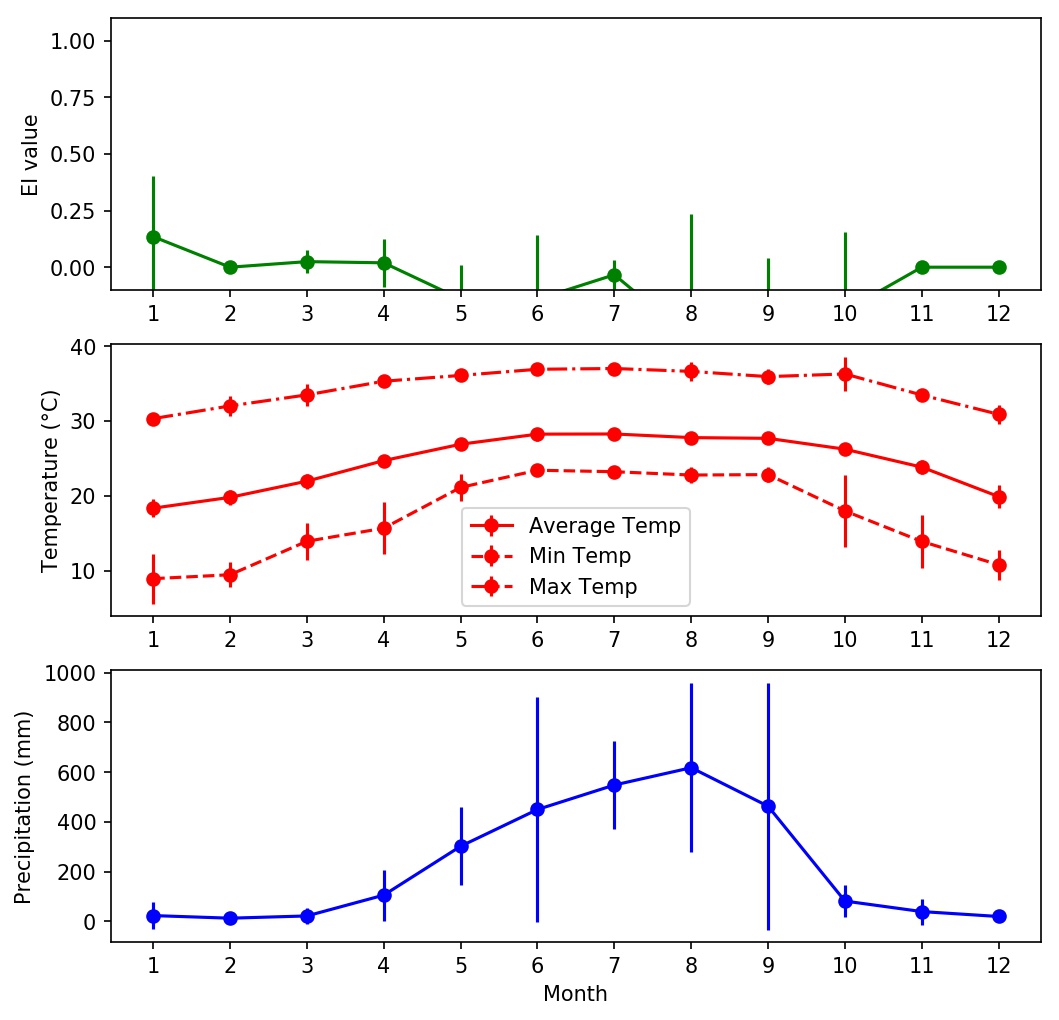 EI value
1.00
0.75
0.50
0.25
0.00
1 2 3 4 5 6 7 8 9 10 11 12
Temperature (°C)
40
30
20
10
Average Temp
Min Temp
Max Temp
1 2 3 4 5 6 7 8 9 10 11 12
Precipitation (mm)
1000
800
600
400
200
0
1 2 3 4 5 6 7 8 9 10 11 12
Month